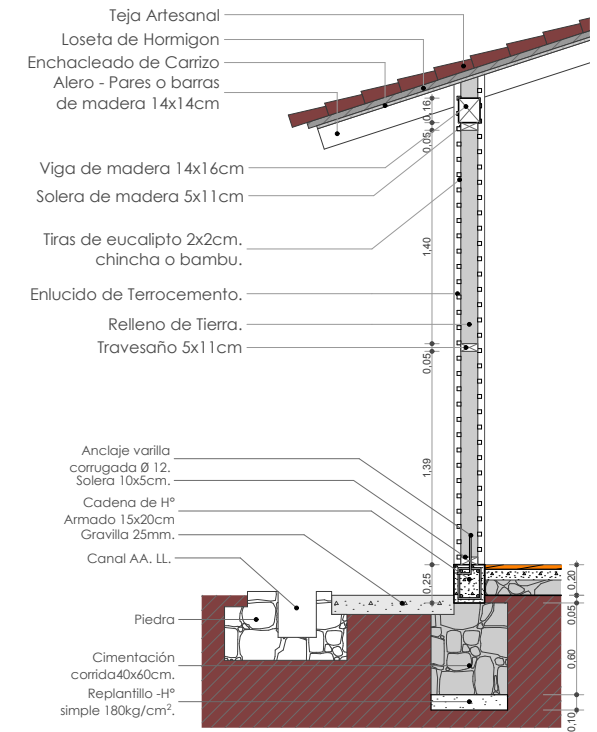 Teja Artesanal
Loseta de Hormigon
Enchacleado de Carrizo
Alero - Pares o barras
de madera 14x14cm
Viga de madera 14x16cm
Solera de madera 5x11cm
Tiras de eucalipto 2x2cm.
chincha o bambu.
Enlucido de Terrocemento.
Relleno de Tierra.
Travesaño 5x11cm
Anclaje varilla
corrugada Ø 12.
Solera 10x5cm.
Cadena de Hº
Armado 15x20cm
Gravilla 25mm.
Canal AA. LL.
Piedra
Cimentación
corrida40x60cm.
Replantillo -Hº
simple 180kg/cm².
0,16
0,05
1,40
0,05
1,39
0,25
0,20
0,05
0,60
0,10